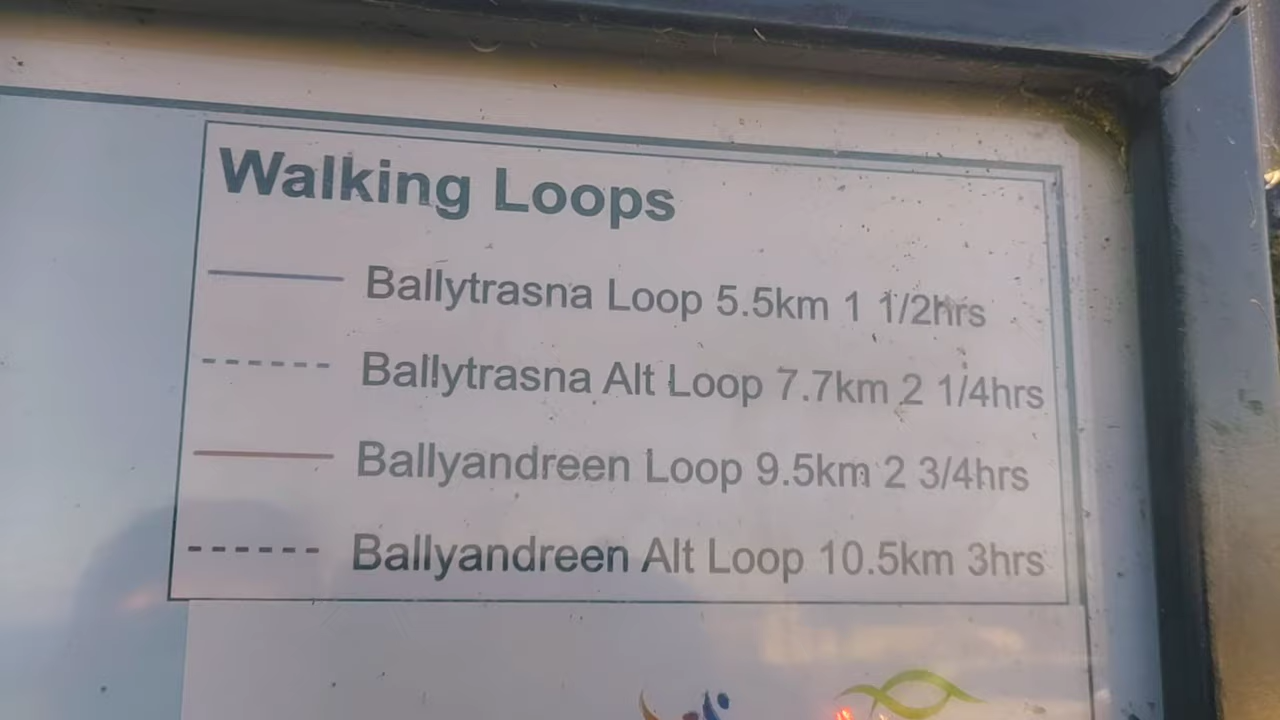 Walking Loops
Ballytrasna Loop 5.5km 1 1/2hrs
Ballytrasna Alt Loop 7.7km 2 1/4hrs
Ballyandreen Loop 9.5km 2 3/4hrs
Ballyandreen Alt Loop 10.5km 3hrs